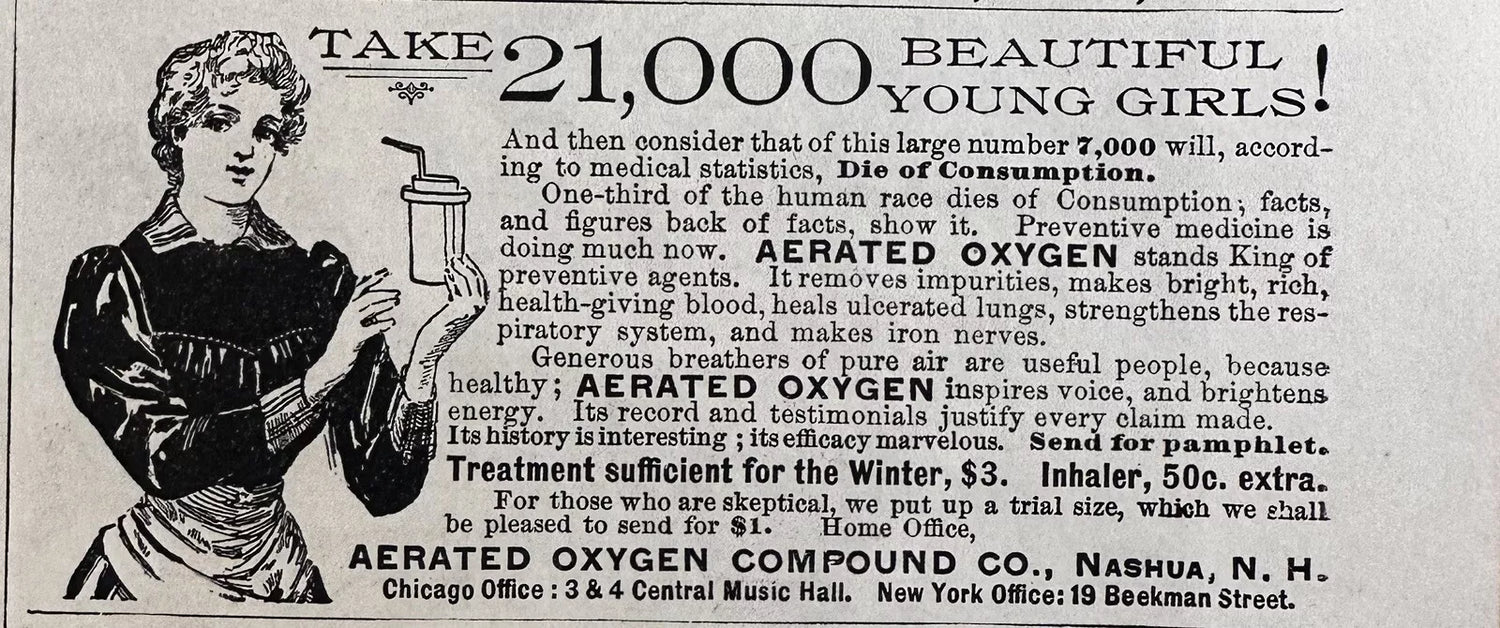 TAKE 21,000 BEAUTIFUL
YOUNG GIRLS!
And then consider that of this large number 7,000 will, accord-
ing to medical statistics, Die of Consumption.
One-third of the human race dies of Consumption; facts,
and figures back of facts, show it. Preventive medicine is
doing much now. AERATED OXYGEN stands King of
preventive agents. It removes impurities, makes bright, rich,
health-giving blood, heals ulcerated lungs, strengthens the res-
piratory system, and makes iron nerves.
Generous breathers of pure air are useful people, because
healthy; AERATED OXYGEN inspires voice, and brightens
energy. Its record and testimonials justify every claim made.
Its history is interesting; its efficacy marvelous. Send for pamphlet.
Treatment sufficient for the Winter, $3. Inhaler, 50c. extra.
For those who are skeptical, we put up a trial size, which we shall
be pleased to send for $1. Home Office,
AERATED OXYGEN COMPOUND CO., NASHUA, N. H.
Chicago Office: 3 & 4 Central Music Hall. New York Office: 19 Beekman Street.